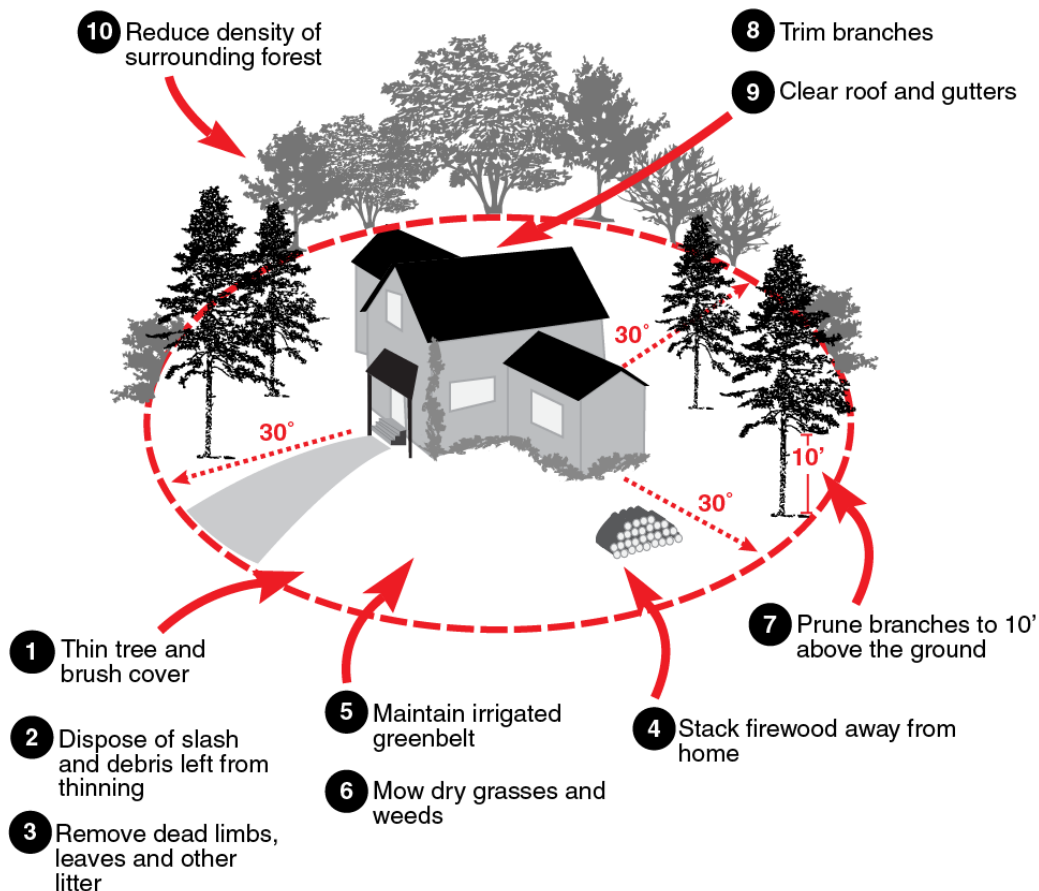 10 Reduce density of
surrounding forest
8 Trim branches
9 Clear roof and gutters
30°
30°
30°
10’
1 Thin tree and
brush cover
2 Dispose of slash
and debris left from
thinning
3 Remove dead limbs,
leaves and other
litter
5 Maintain irrigated
greenbelt
6 Mow dry grasses and
weeds
4 Stack firewood away from
home
7 Prune branches to 10’
above the ground